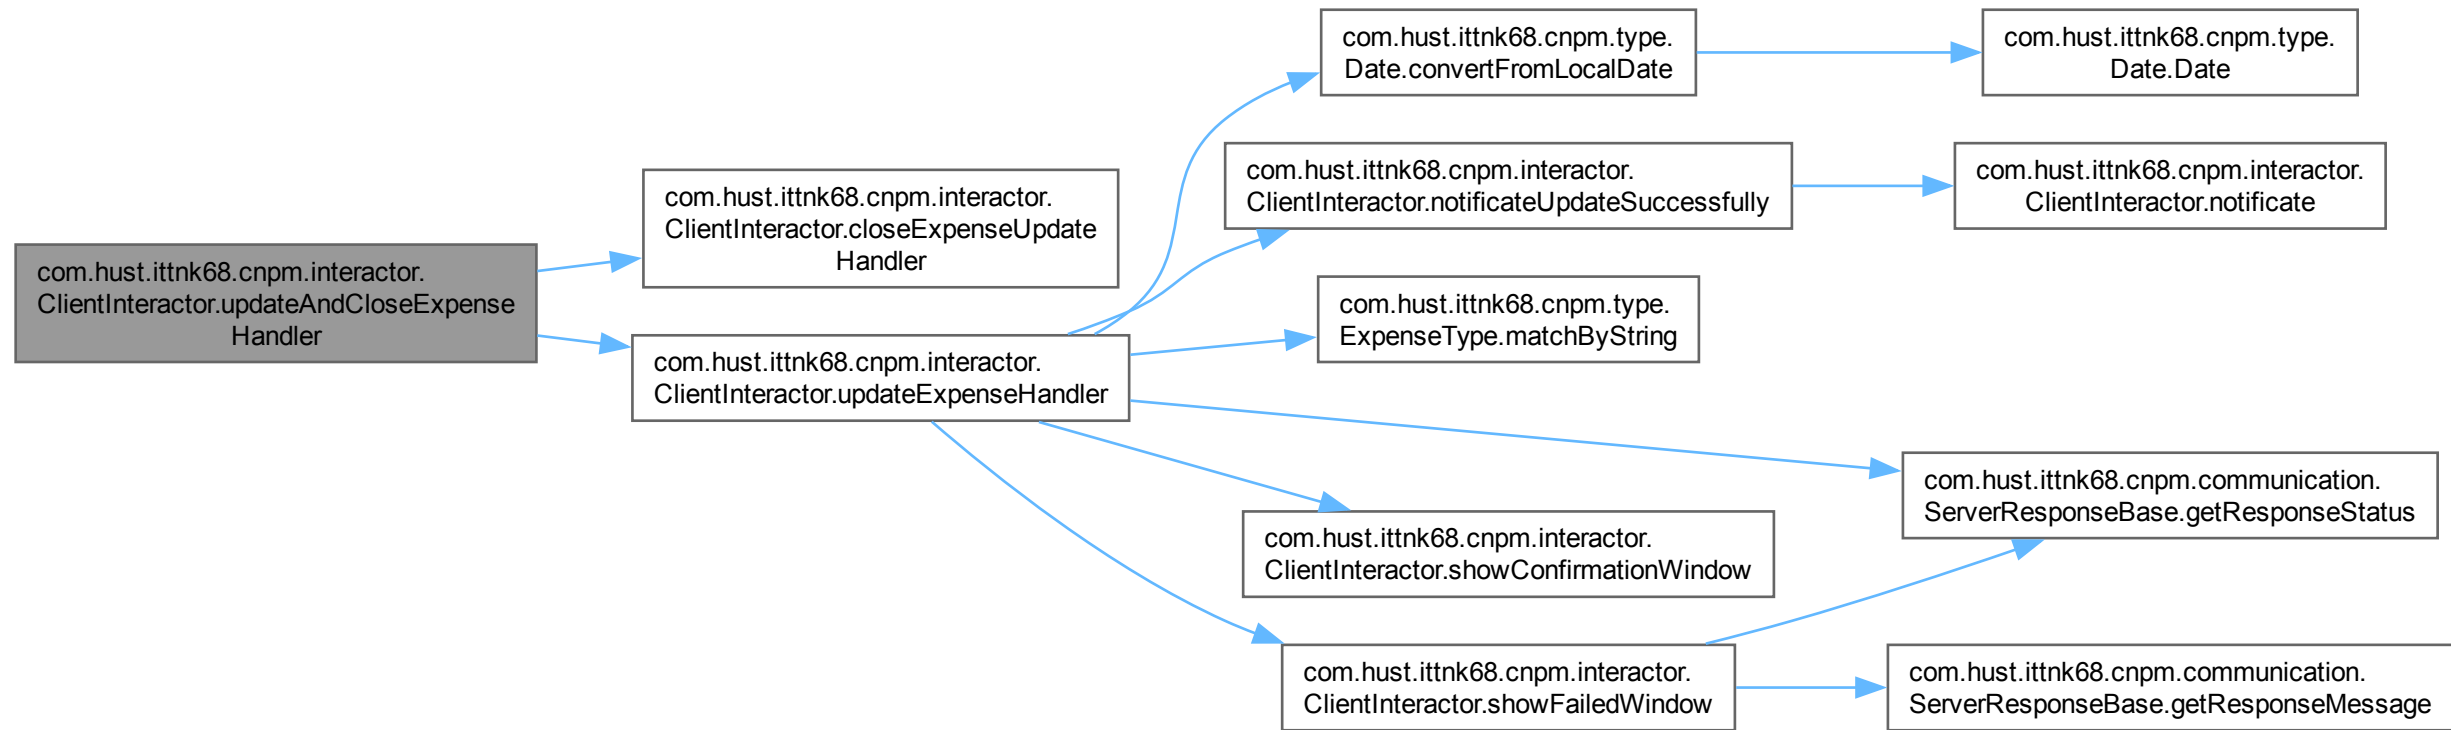 com.hust.ittnk68.cnpm.interactor.
ClientInteractor.updateAndCloseExpense
Handler
com.hust.ittnk68.cnpm.interactor.
ClientInteractor.closeExpenseUpdate
Handler
com.hust.ittnk68.cnpm.interactor.
ClientInteractor.updateExpenseHandler
com.hust.ittnk68.cnpm.type.
Date.convertFromLocalDate
com.hust.ittnk68.cnpm.type.
Date.Date
com.hust.ittnk68.cnpm.interactor.
ClientInteractor.notificateUpdateSuccessfully
com.hust.ittnk68.cnpm.interactor.
ClientInteractor.notificate
com.hust.ittnk68.cnpm.type.
ExpenseType.matchByString
com.hust.ittnk68.cnpm.communication.
ServerResponseBase.getResponseStatus
com.hust.ittnk68.cnpm.interactor.
ClientInteractor.showConfirmationWindow
com.hust.ittnk68.cnpm.interactor.
ClientInteractor.showFailedWindow
com.hust.ittnk68.cnpm.communication.
ServerResponseBase.getResponseMessage